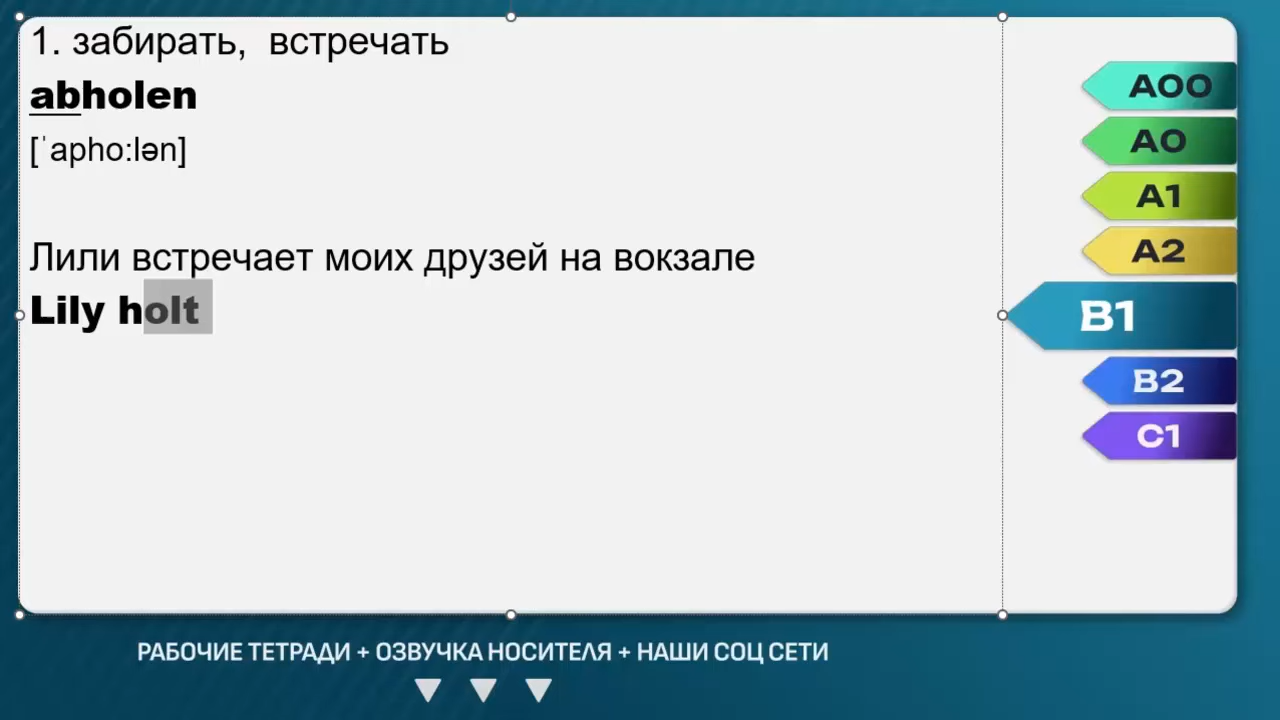 1. забирать,  встречать
abholen
[ˈapho:lən]
Лили встречает моих друзей на вокзале
Lily holt
A00
A0
A1
A2
B1
B2
C1
РАБОЧИЕ ТЕТРАДИ + ОЗВУЧКА НОСИТЕЛЯ + НАШИ СОЦ СЕТИ